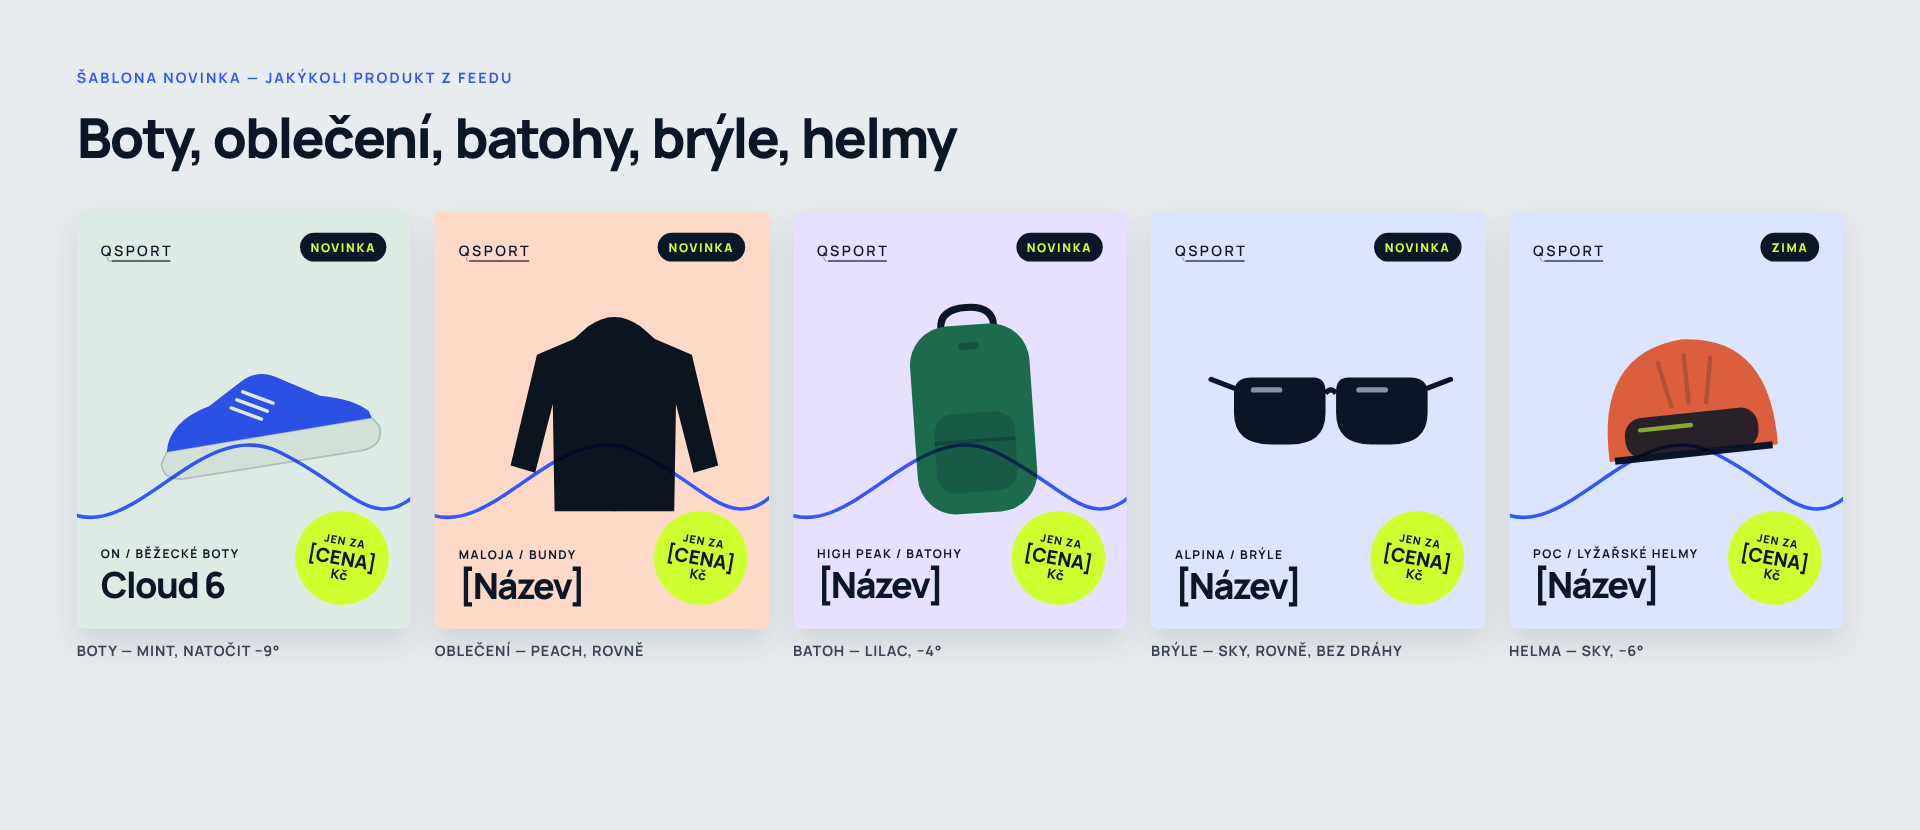 ŠABLONA NOVINKA — JAKÝKOLI PRODUKT Z FEEDU
Boty, oblečení, batohy, brýle, helmy
QSPORT
NOVINKA
ON / BĚŽECKÉ BOTY
Cloud 6
JEN ZA
[CENA]
Kč
BOTY — MINT, NATOČIT −9°
QSPORT
NOVINKA
MALOJA / BUNDY
[Název]
JEN ZA
[CENA]
Kč
OBLEČENÍ — PEACH, ROVNĚ
QSPORT
NOVINKA
HIGH PEAK / BATOHY
[Název]
JEN ZA
[CENA]
Kč
BATOH — LILAC, −4°
QSPORT
NOVINKA
ALPINA / BRÝLE
[Název]
JEN ZA
[CENA]
Kč
BRÝLE — SKY, ROVNĚ, BEZ DRÁHY
QSPORT
ZIMA
POC / LYŽAŘSKÉ HELMY
[Název]
JEN ZA
[CENA]
Kč
HELMA — SKY, −6°